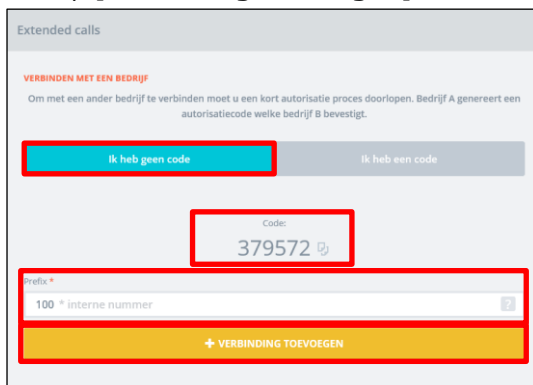 Extended calls
VERBINDEN MET EEN BEDRIJF
Om met een ander bedrijf te verbinden moet u een kort autorisatie proces doorlopen. Bedrijf A genereert een
autorisatiecode welke bedrijf B bevestigt.
Ik heb geen code
Ik heb een code
Code:
379572
Prefix *
100 * interne nummer ?
+ VERBINDING TOEVOEGEN